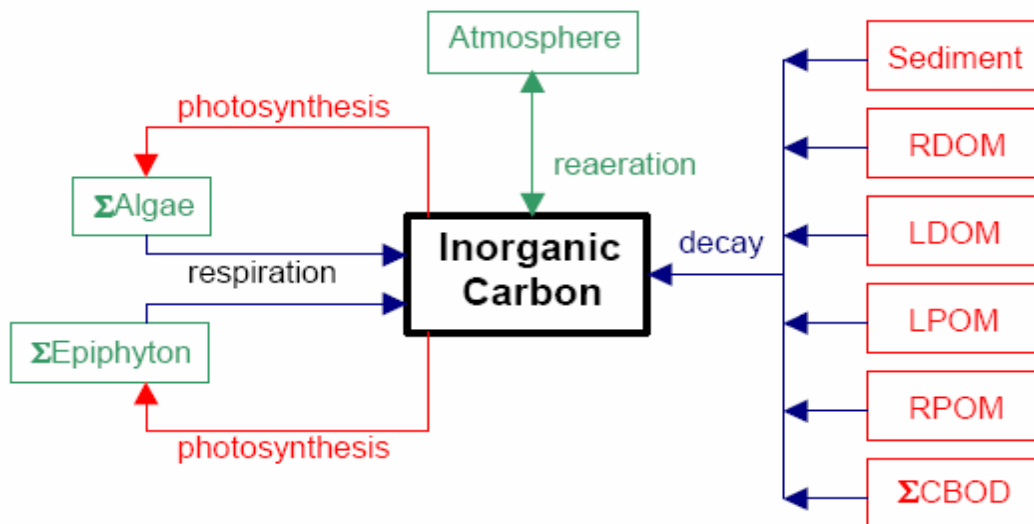 Atmosphere
Sediment
photosynthesis
RDOM
reaeration
ΣAlgae
LDOM
Inorganic
Carbon
decay
respiration
LPOM
ΣEpiphyton
RPOM
photosynthesis
ΣCBOD